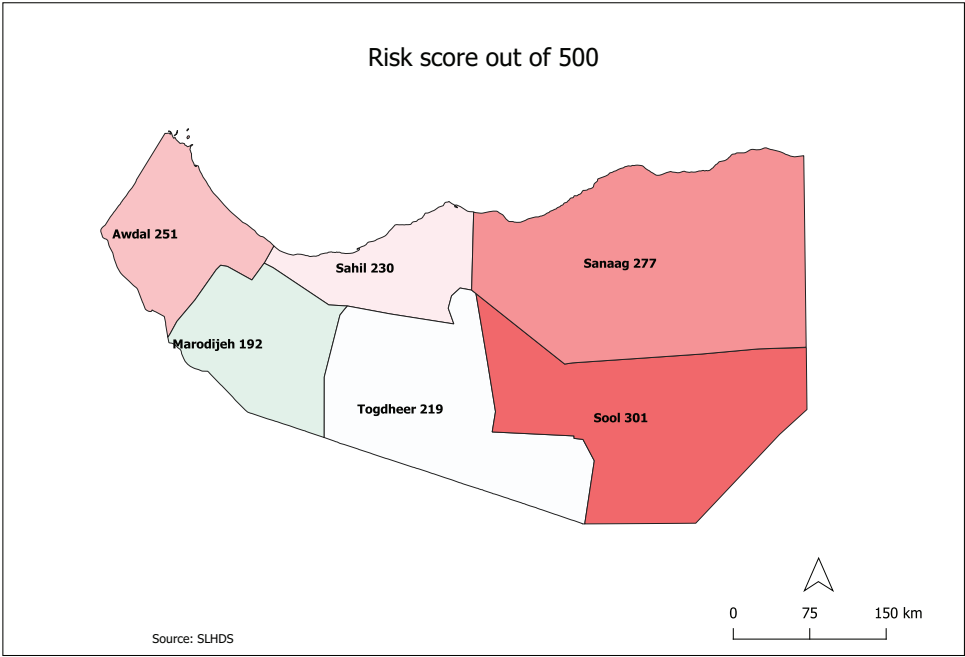 Risk score out of 500
Awdal 251
Sahil 230
Sanaag 277
Marodijeh 192
Togdheer 219
Sool 301
0 75 150 km
Source: SLHDS